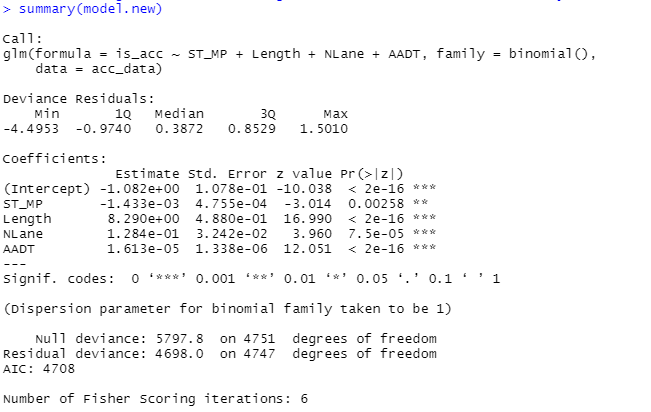 > summary(model.new)
Call:
glm(formula = is_acc ~ ST_MP + Length + NLane + AADT, family = binomial(),
    data = acc_data)
Deviance Residuals:
    Min      1Q  Median      3Q     Max
-4.4953 -0.9740  0.3872  0.8529  1.5010
Coefficients:
              Estimate Std. Error z value Pr(>|z|)
(Intercept) -1.082e+00  1.078e-01 -10.038  < 2e-16 ***
ST_MP       -1.433e-03  4.755e-04  -3.014  0.00258 **
Length       8.290e+00  4.880e-01  16.990  < 2e-16 ***
NLane        1.284e-01  3.242e-02   3.960  7.5e-05 ***
AADT         1.613e-05  1.338e-06  12.051  < 2e-16 ***
---
Signif. codes:  0 ‘***’ 0.001 ‘**’ 0.01 ‘*’ 0.05 ‘.’ 0.1 ‘ ’ 1
(Dispersion parameter for binomial family taken to be 1)
    Null deviance: 5797.8  on 4751  degrees of freedom
Residual deviance: 4698.0  on 4747  degrees of freedom
AIC: 4708
Number of Fisher Scoring iterations: 6